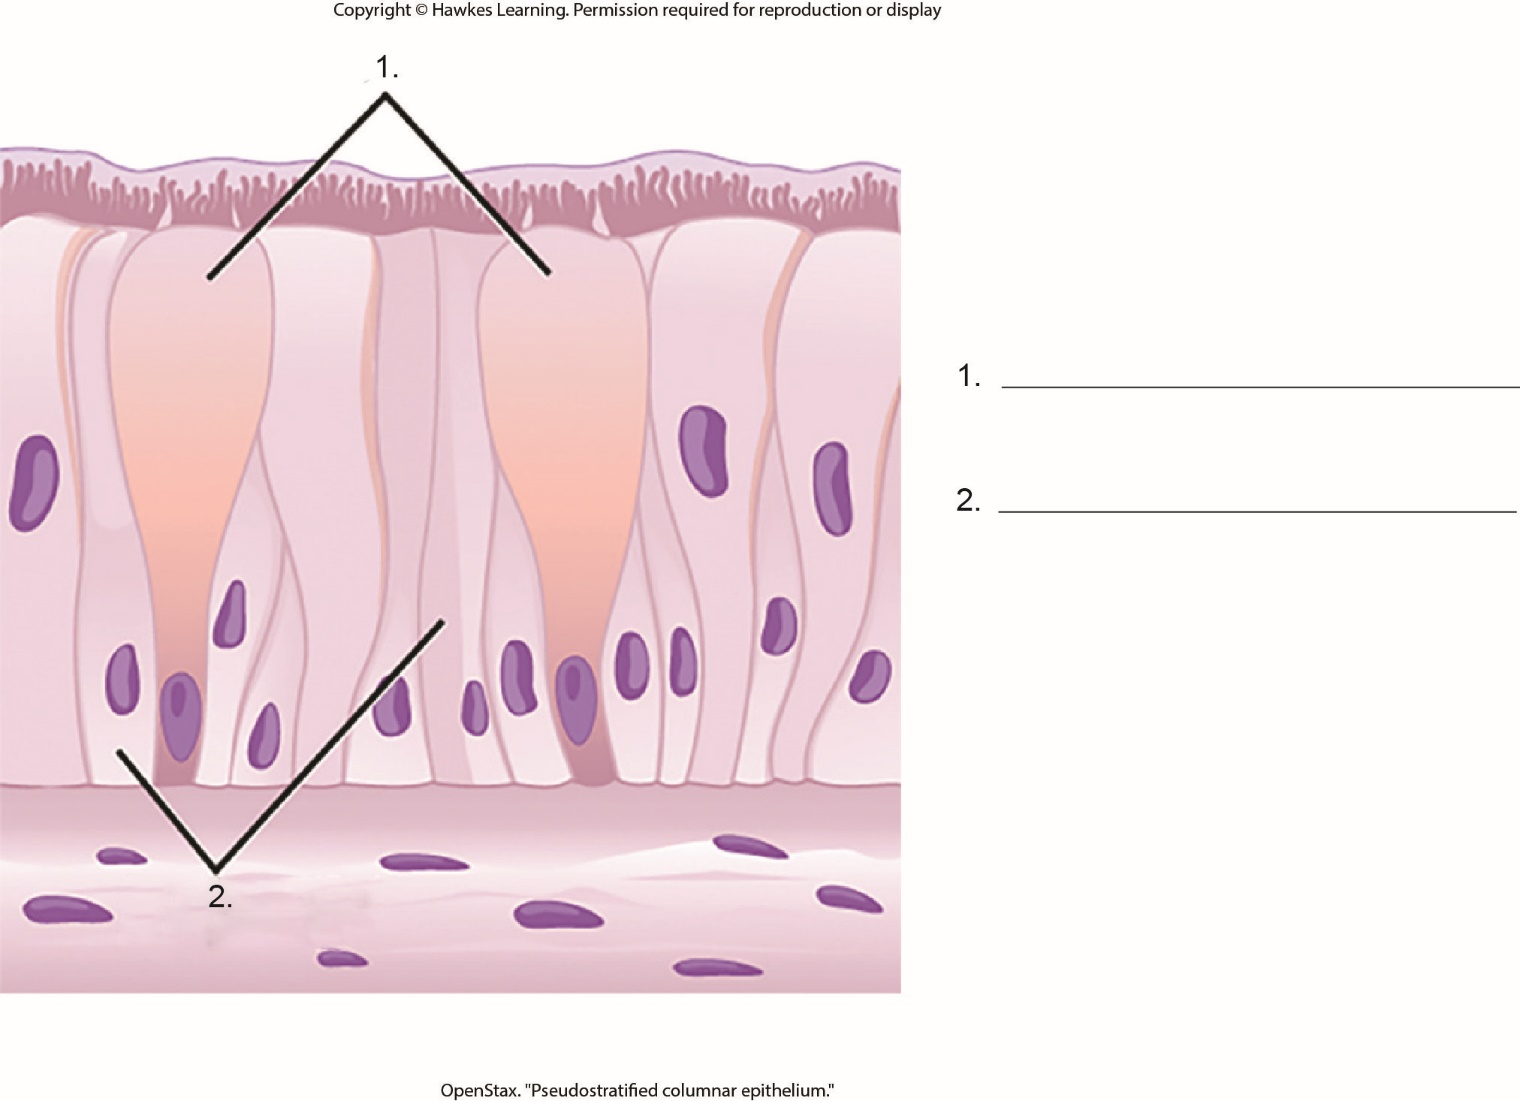 Copyright © Hawkes Learning. Permission required for reproduction or display
1.
1.
2.
2.
OpenStax. "Pseudostratified columnar epithelium."